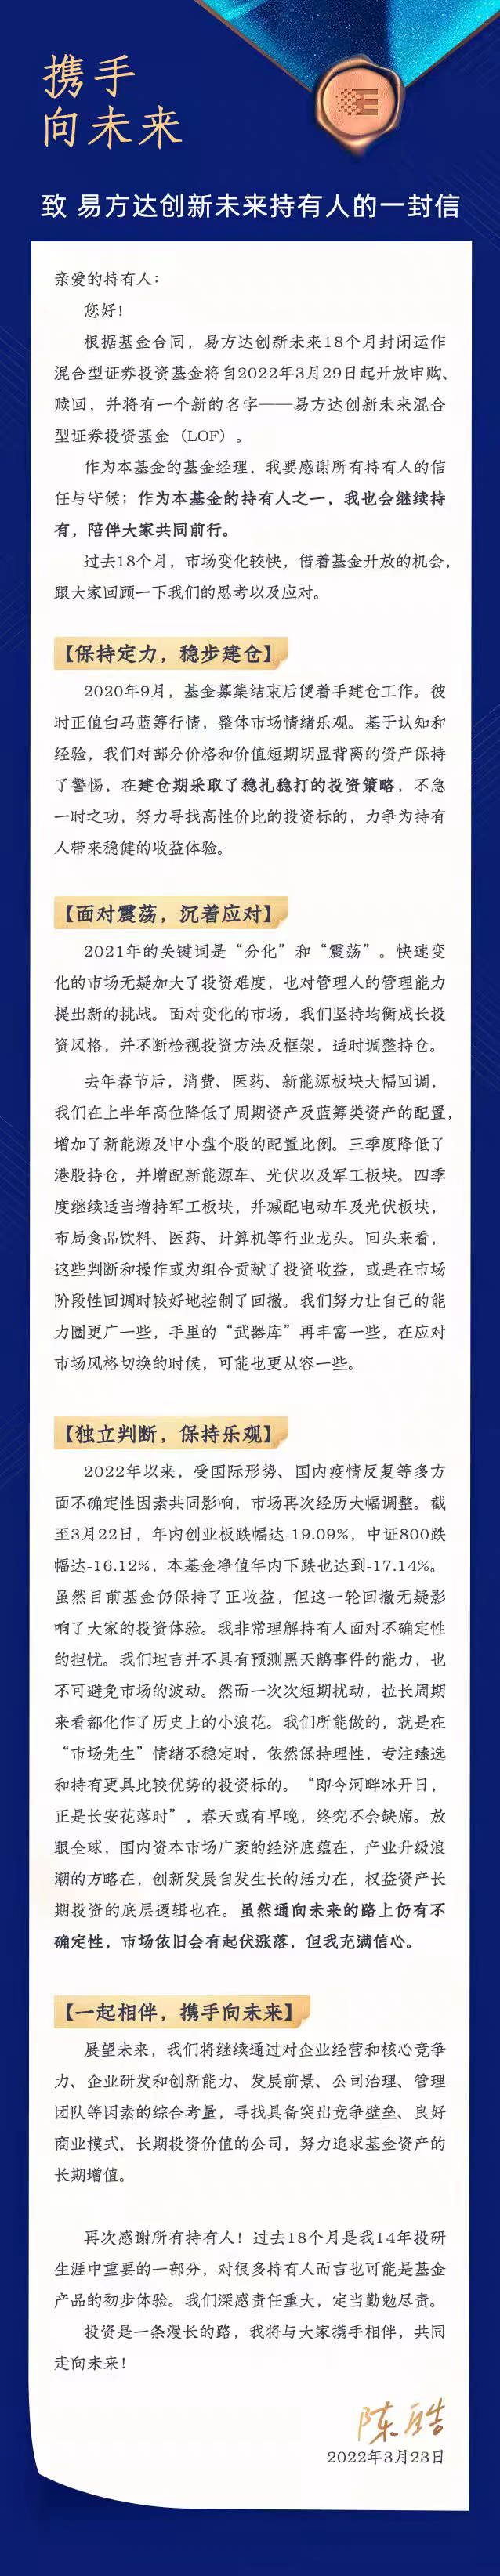 携手
向未来
致 易方达创新未来持有人的一封信
亲爱的持有人：
您好！
根据基金合同，易方达创新未来18个月封闭运作
混合型证券投资基金将自2022年3月29日起开放申购、
赎回，并将有一个新的名字——易方达创新未来混合
型证券投资基金（LOF）。
作为本基金的基金经理，我要感谢所有持有人的信
任与守候；作为本基金的持有人之一，我也会继续持
有，陪伴大家共同前行。
过去18个月，市场变化较快，借着基金开放的机会，
跟大家回顾一下我们的思考以及应对。
【保持定力，稳步建仓】
2020年9月，基金募集结束后便着手建仓工作。彼
时正值白马蓝筹行情，整体市场情绪乐观。基于认知和
经验，我们对部分价格和价值短期明显背离的资产保持
了警惕，在建仓期采取了稳扎稳打的投资策略，不急
一时之功，努力寻找高性价比的投资标的，力争为持有
人带来稳健的收益体验。
【面对震荡，沉着应对】
2021年的关键词是“分化”和“震荡”。快速变
化的市场无疑加大了投资难度，也对管理人的管理能力
提出新的挑战。面对变化的市场，我们坚持均衡成长投
资风格，并不断检视投资方法及框架，适时调整持仓。
去年春节后，消费、医药、新能源板块大幅回调，
我们在上半年高位降低了周期资产及蓝筹类资产的配置，
增加了新能源及中小盘个股的配置比例。三季度降低了
港股持仓，并增配新能源车、光伏以及军工板块。四季
度继续适当增持军工板块，并减配电动车及光伏板块，
布局食品饮料、医药、计算机等行业龙头。回头来看，
这些判断和操作或为组合贡献了投资收益，或是在市场
阶段性回调时较好地控制了回撤。我们努力让自己的能
力圈更广一些，手里的“武器库”再丰富一些，在应对
市场风格切换的时候，可能也更从容一些。
【独立判断，保持乐观】
2022年以来，受国际形势、国内疫情反复等多方
面不确定性因素共同影响，市场再次经历大幅调整。截
至3月22日，年内创业板跌幅达-19.09%，中证800跌
幅达-16.12%，本基金净值年内下跌也达到-17.14%。
虽然目前基金仍保持了正收益，但这一轮回撤无疑影
响了大家的投资体验。我非常理解持有人面对不确定性
的担忧。我们坦言并不具有预测黑天鹅事件的能力，也
不可避免市场的波动。然而一次次短期扰动，拉长周期
来看都化作了历史上的小浪花。我们所能做的，就是在
“市场先生”情绪不稳定时，依然保持理性，专注臻选
和持有更具比较优势的投资标的。“即今河畔冰开日，
正是长安花落时”，春天或有早晚，终究不会缺席。放
眼全球，国内资本市场广袤的经济底蕴在，产业升级浪
潮的方略在，创新发展自发生长的活力在，权益资产长
期投资的底层逻辑也在。虽然通向未来的路上仍有不
确定性，市场依旧会有起伏涨落，但我充满信心。
【一起相伴，携手向未来】
展望未来，我们将继续通过对企业经营和核心竞争
力、企业研发和创新能力、发展前景、公司治理、管理
团队等因素的综合考量，寻找具备突出竞争壁垒、良好
商业模式、长期投资价值的公司，努力追求基金资产的
长期增值。
再次感谢所有持有人！过去18个月是我14年投研
生涯中重要的一部分，对很多持有人而言也可能是基金
产品的初步体验。我们深感责任重大，定当勤勉尽责。
投资是一条漫长的路，我将与大家携手相伴，共同
走向未来！
陈皓
2022年3月23日